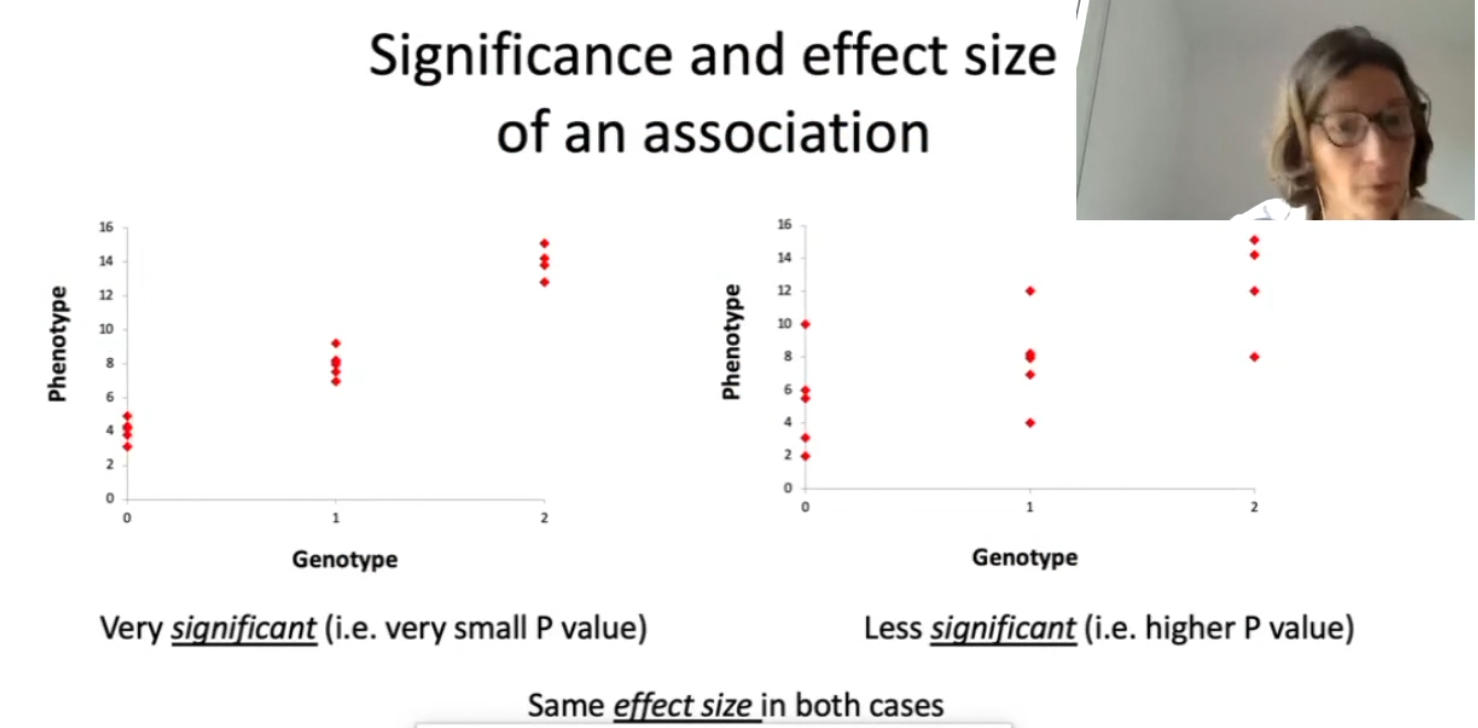 Significance and effect size
of an association
16
14
12
10
8
6
4
2
0
0
1
2
Phenotype
Genotype
16
14
12
10
8
6
4
2
0
0
1
2
Phenotype
Genotype
Very significant (i.e. very small P value)
Less significant (i.e. higher P value)
Same effect size in both cases